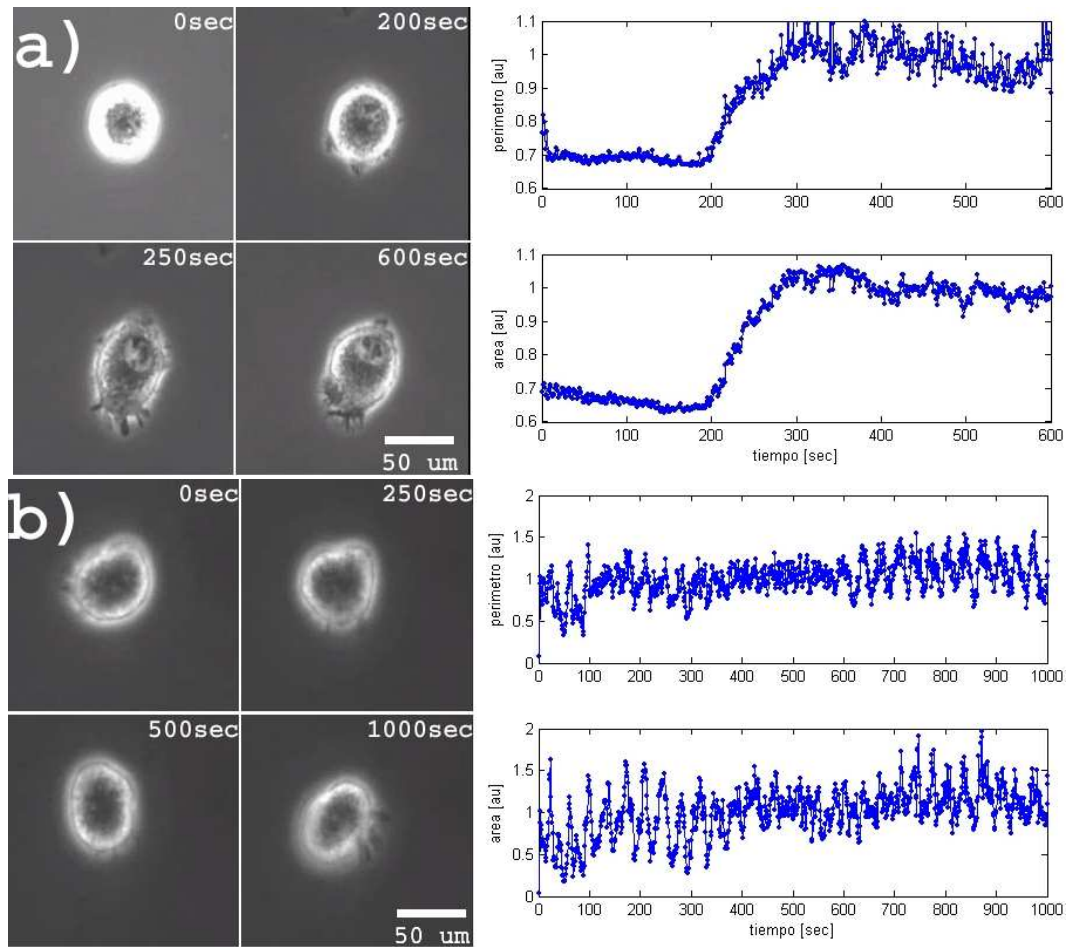 a)
0sec
200sec
250sec
600sec
50 um
perimetro [au]
1.1
1
0.9
0.8
0.7
0.6
0 100 200 300 400 500 600
area [au]
1.1
1
0.9
0.8
0.7
0.6
0 100 200 300 400 500 600
tiempo [sec]
b)
0sec
250sec
500sec
1000sec
50 um
perimetro [au]
2
1.5
1
0.5
0
0 100 200 300 400 500 600 700 800 900 1000
area [au]
2
1.5
1
0.5
0
0 100 200 300 400 500 600 700 800 900 1000
tiempo [sec]